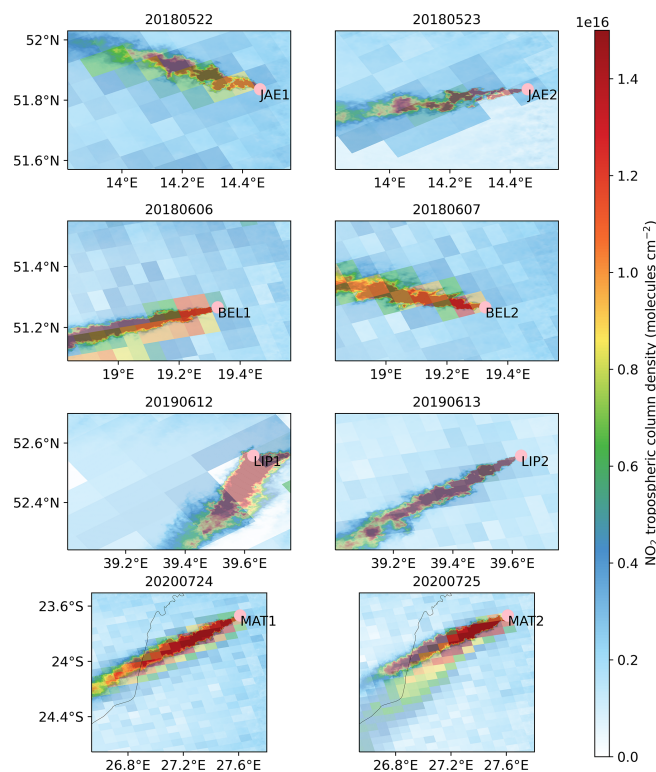 20180522
20180523
1e16
52°N
51.8°N
51.6°N
JAE1
JAE2
14°E 14.2°E 14.4°E
14°E 14.2°E 14.4°E
20180606
20180607
51.4°N
51.2°N
BEL1
BEL2
19°E 19.2°E 19.4°E
19°E 19.2°E 19.4°E
20190612
20190613
52.6°N
52.4°N
LIP1
LIP2
39.2°E 39.4°E 39.6°E
39.2°E 39.4°E 39.6°E
20200724
20200725
23.6°S
24°S
24.4°S
MAT1
MAT2
26.8°E 27.2°E 27.6°E
26.8°E 27.2°E 27.6°E
1.4
1.2
1.0
0.8
0.6
0.4
0.2
0.0
NO₂ tropospheric column density (molecules cm⁻²)